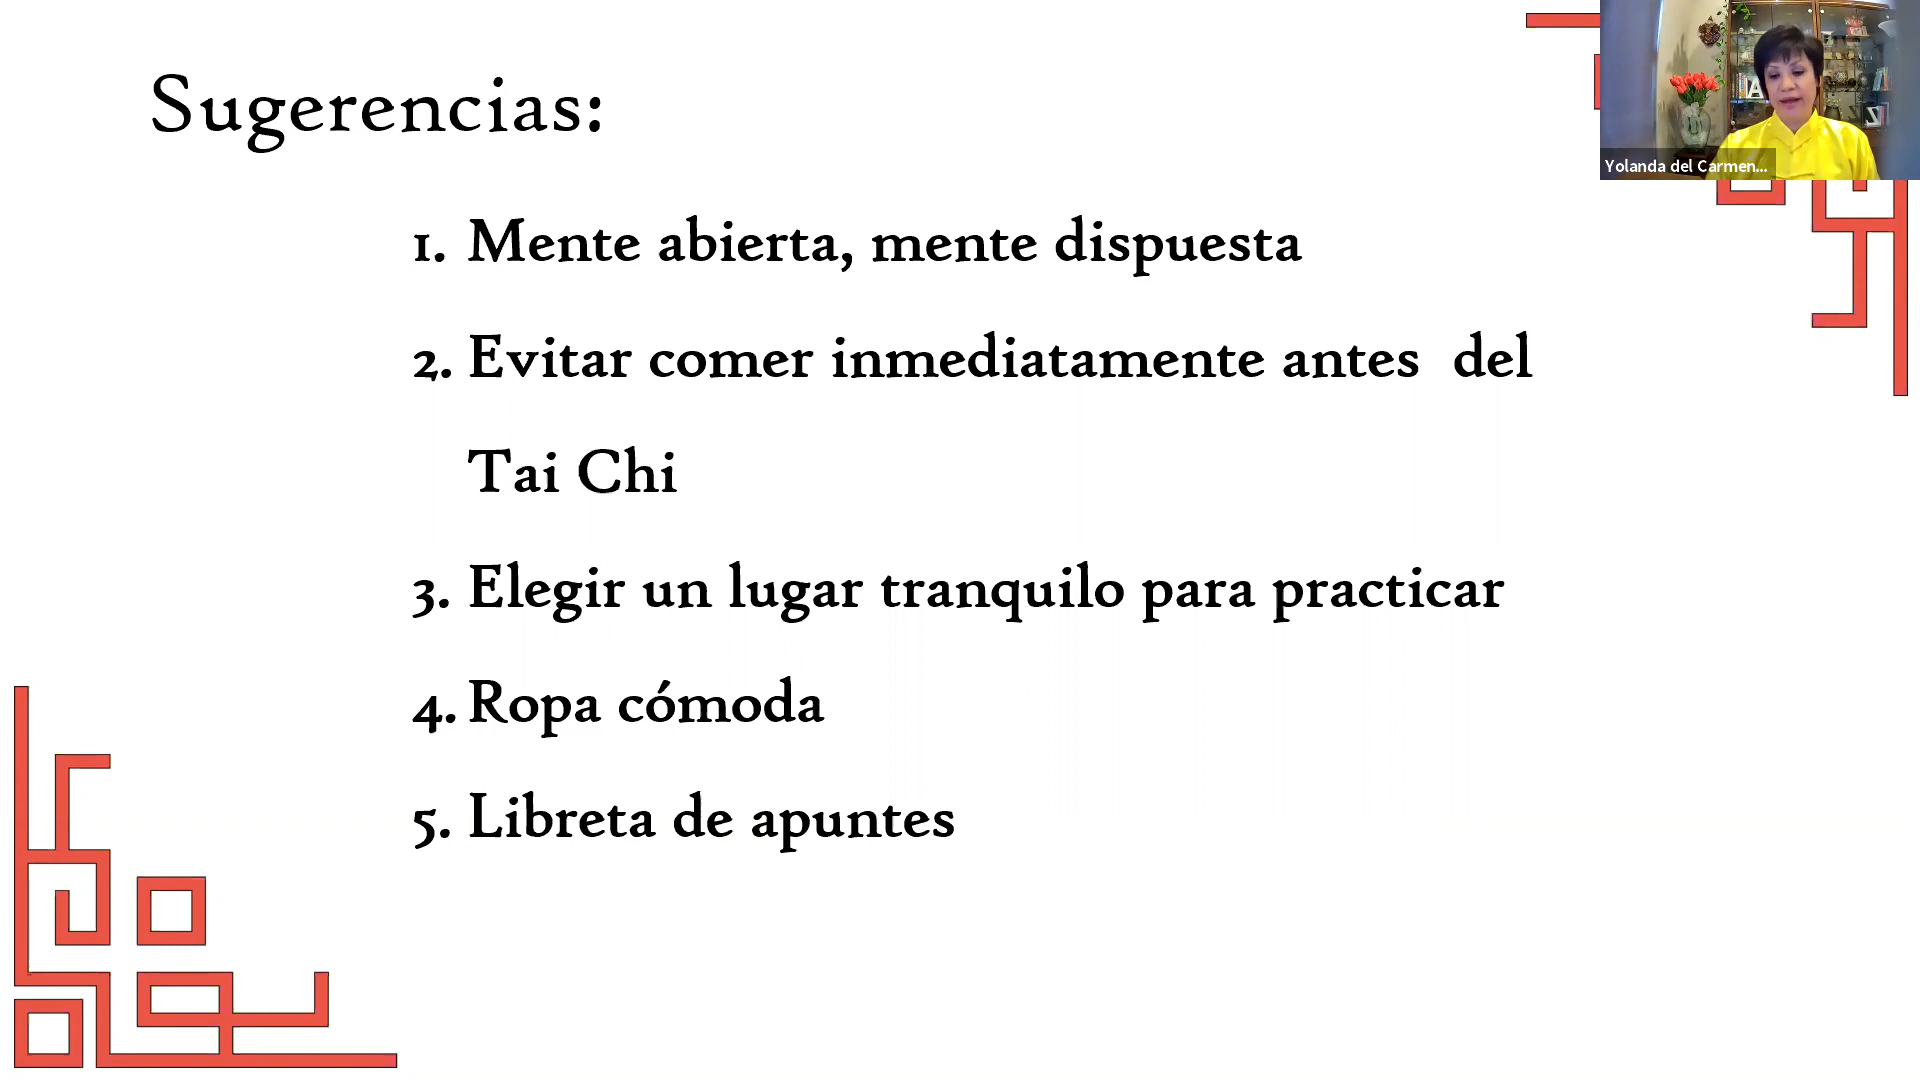 Sugerencias:
1. Mente abierta, mente dispuesta
2. Evitar comer inmediatamente antes  del
Tai Chi
3. Elegir un lugar tranquilo para practicar
4. Ropa cómoda
5. Libreta de apuntes
Yolanda del Carmen...